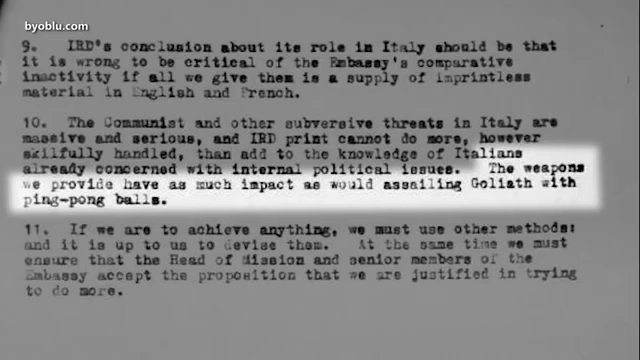 byoblu.com
9. IRD's conclusion about its role in Italy should be that
it is wrong to be critical of the Embassy's comparative
inactivity if all we give them is a supply of imprintless
material in English and French.
10. The Communist and other subversive threats in Italy are
massive and serious, and IRD print cannot do more, however
skilfully handled, than add to the knowledge of Italians
already concerned with internal political issues. The weapons
we provide have as much impact as would assailing Goliath with
ping-pong balls.
11. If we are to achieve anything, we must use other methods:
and it is up to us to devise them. At the same time we must
ensure that the Head of Mission and senior members of the
Embassy accept the proposition that we are justified in trying
to do more.